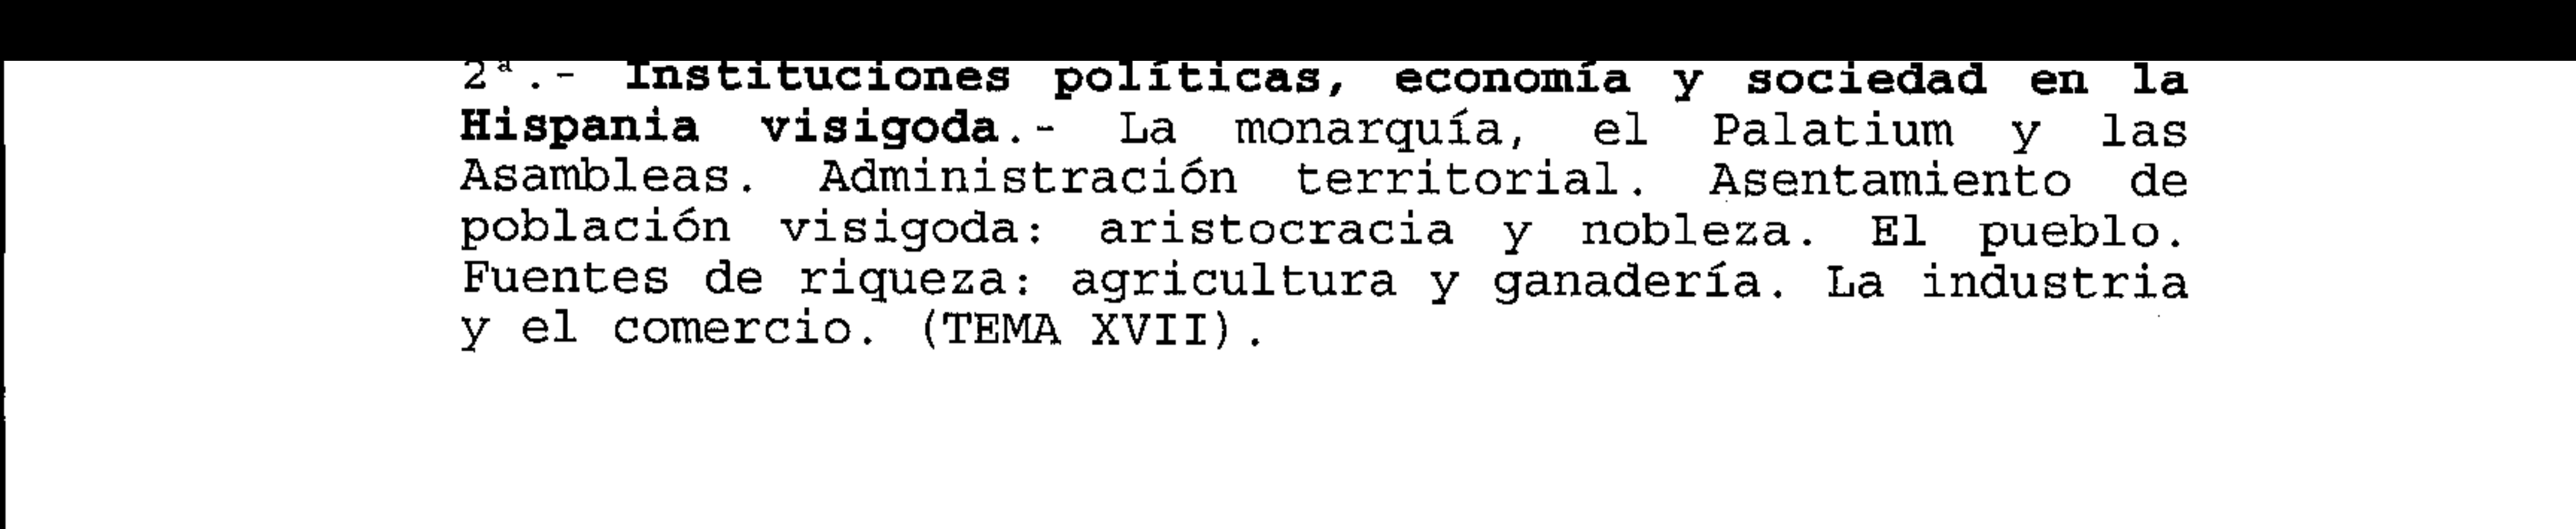 2ª.- Instituciones políticas, economía y sociedad en la
Hispania visigoda.- La monarquía, el Palatium y las
Asambleas. Administración territorial. Asentamiento de
población visigoda: aristocracia y nobleza. El pueblo.
Fuentes de riqueza: agricultura y ganadería. La industria
y el comercio. (TEMA XVII).